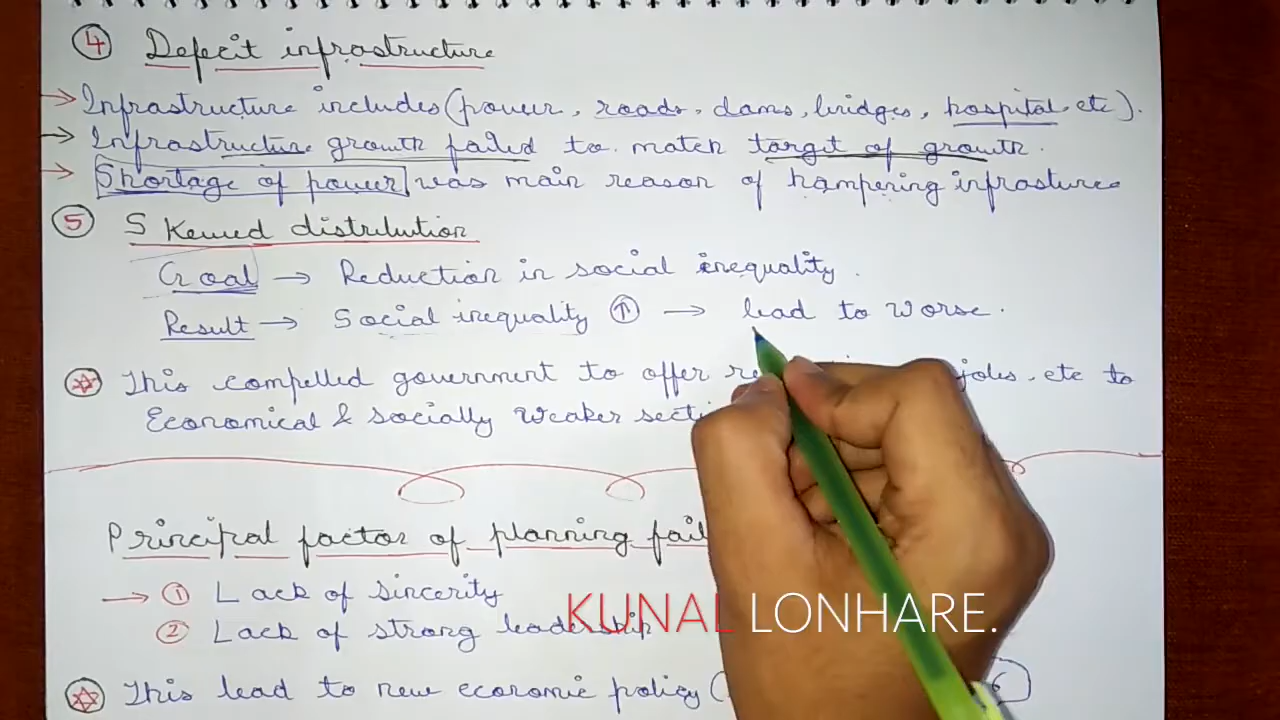 ④ Deficit infrastructure
→ Infrastructure includes (power, roads, dams, bridges, hospital, etc).
→ Infrastructure growth failed to match target of growth.
→ Shortage of power was main reason of hampering infrasture
⑤ Skewed distribution
Goal → Reduction in social inequality.
Result → Social inequality ↑ → lead to worse.
This compelled government to offer jobs, etc to
Economical & socially weaker
Principal factor of planning
→ ① Lack of sincerity
② Lack of strong leadership
KUNAL LONHARE.
This lead to new economic policy (